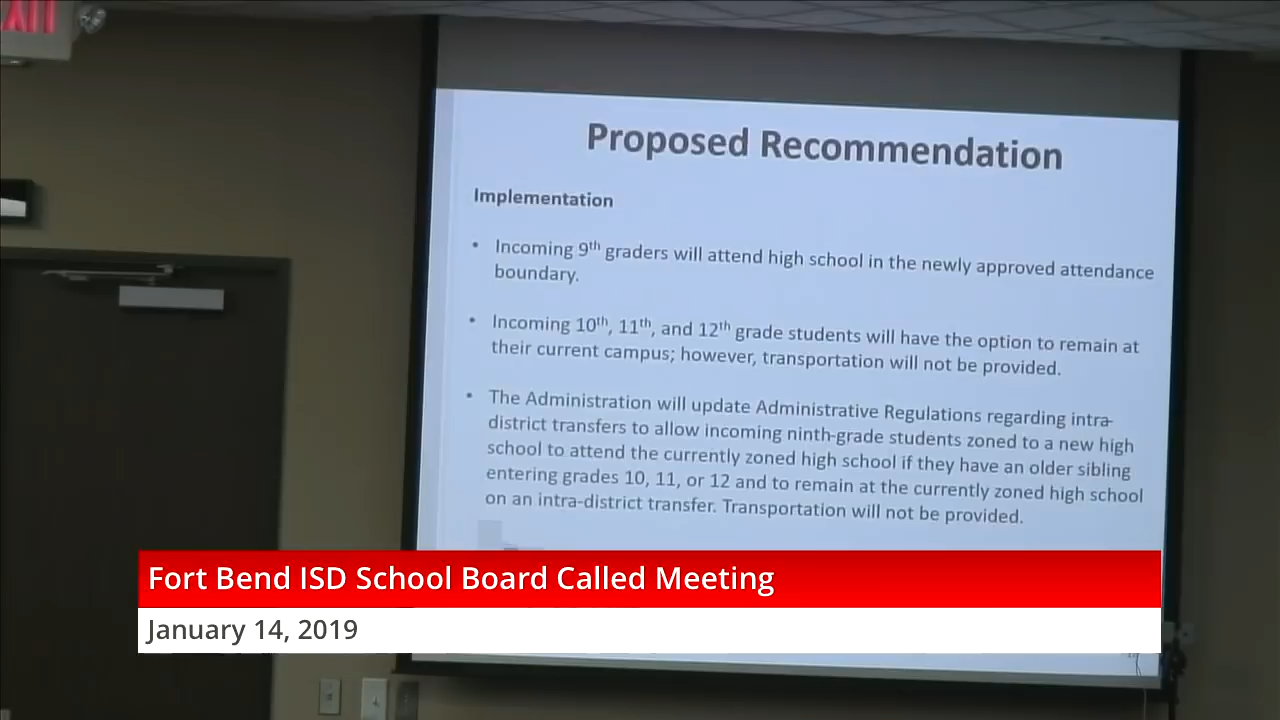 EXIT
Proposed Recommendation
Implementation
• Incoming 9th graders will attend high school in the newly approved attendance
boundary.
• Incoming 10th, 11th, and 12th grade students will have the option to remain at
their current campus; however, transportation will not be provided.
• The Administration will update Administrative Regulations regarding intra-
district transfers to allow incoming ninth-grade students zoned to a new high
school to attend the currently zoned high school if they have an older sibling
entering grades 10, 11, or 12 and to remain at the currently zoned high school
on an intra-district transfer. Transportation will not be provided.
Fort Bend ISD School Board Called Meeting
January 14, 2019